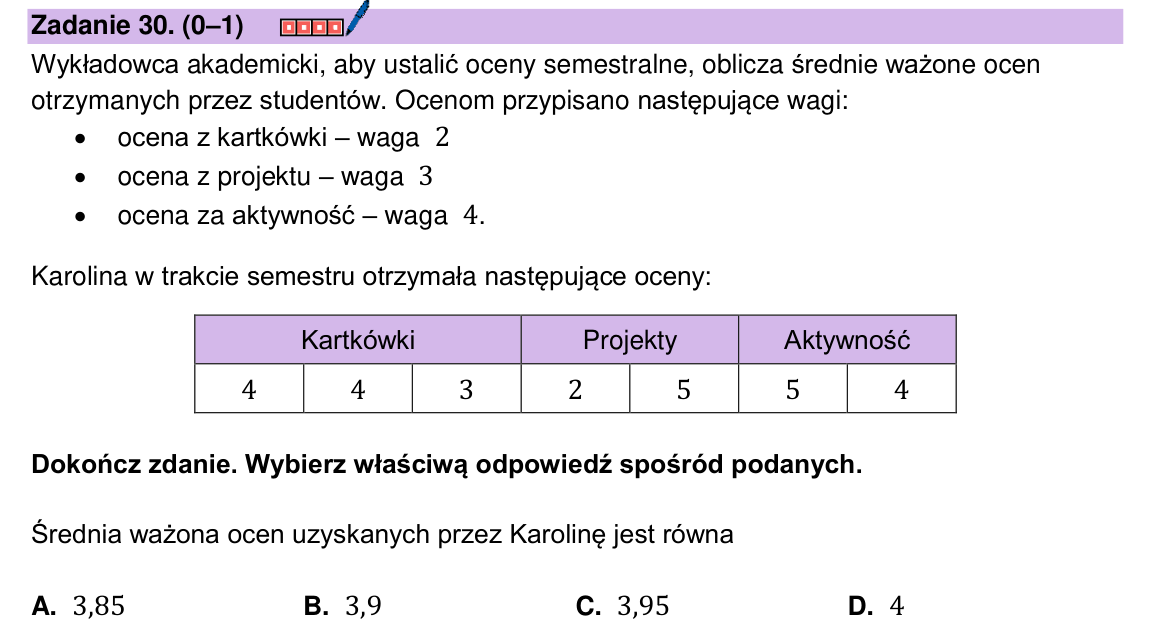 Zadanie 30. (0–1)
Wykładowca akademicki, aby ustalić oceny semestralne, oblicza średnie ważone ocen
otrzymanych przez studentów. Ocenom przypisano następujące wagi:
• ocena z kartkówki – waga 2
• ocena z projektu – waga 3
• ocena za aktywność – waga 4.
Karolina w trakcie semestru otrzymała następujące oceny:
Kartkówki Projekty Aktywność
4 4 3 2 5 5 4
Dokończ zdanie. Wybierz właściwą odpowiedź spośród podanych.
Średnia ważona ocen uzyskanych przez Karolinę jest równa
A. 3,85 B. 3,9 C. 3,95 D. 4